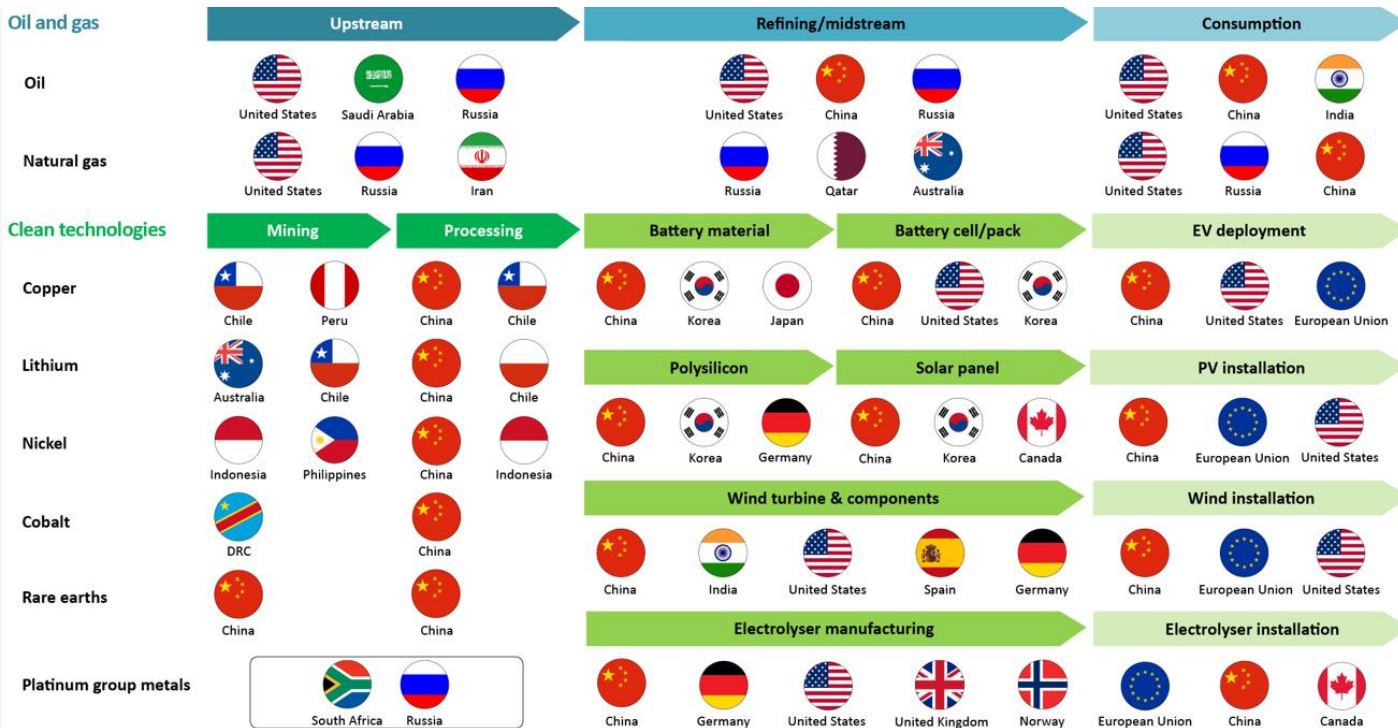 Oil and gas
Upstream
Refining/midstream
Consumption
Oil
United States
Saudi Arabia
Russia
United States
China
Russia
United States
China
India
Natural gas
United States
Russia
Iran
Russia
Qatar
Australia
United States
Russia
China
Clean technologies
Mining
Processing
Battery material
Battery cell/pack
EV deployment
Copper
Chile
Peru
China
Chile
China
Korea
Japan
China
United States
Korea
China
United States
European Union
Lithium
Australia
Chile
China
Chile
Polysilicon
Solar panel
PV installation
China
Korea
Germany
China
Korea
Canada
China
European Union
United States
Nickel
Indonesia
Philippines
China
Indonesia
Wind turbine & components
Wind installation
Cobalt
DRC
China
China
India
United States
Spain
Germany
China
European Union
United States
Rare earths
China
China
Electrolyser manufacturing
Electrolyser installation
Platinum group metals
South Africa
Russia
China
Germany
United States
United Kingdom
Norway
European Union
China
Canada